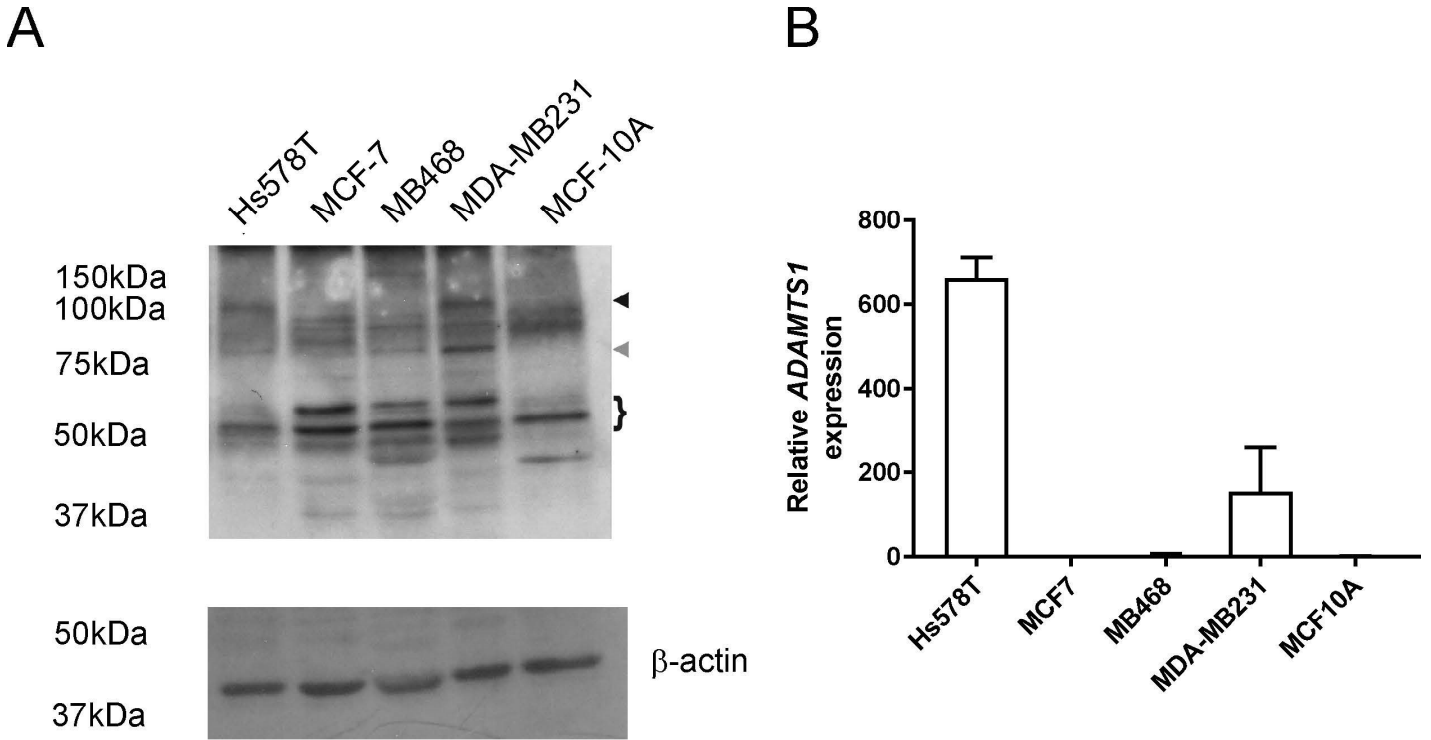 A
Hs578T
MCF-7
MB468
MDA-MB231
MCF-10A
150kDa
100kDa
75kDa
50kDa
37kDa
}
50kDa
37kDa
β-actin
B
Relative ADAMTS1
expression
800
600
400
200
0
Hs578T
MCF7
MB468
MDA-MB231
MCF10A